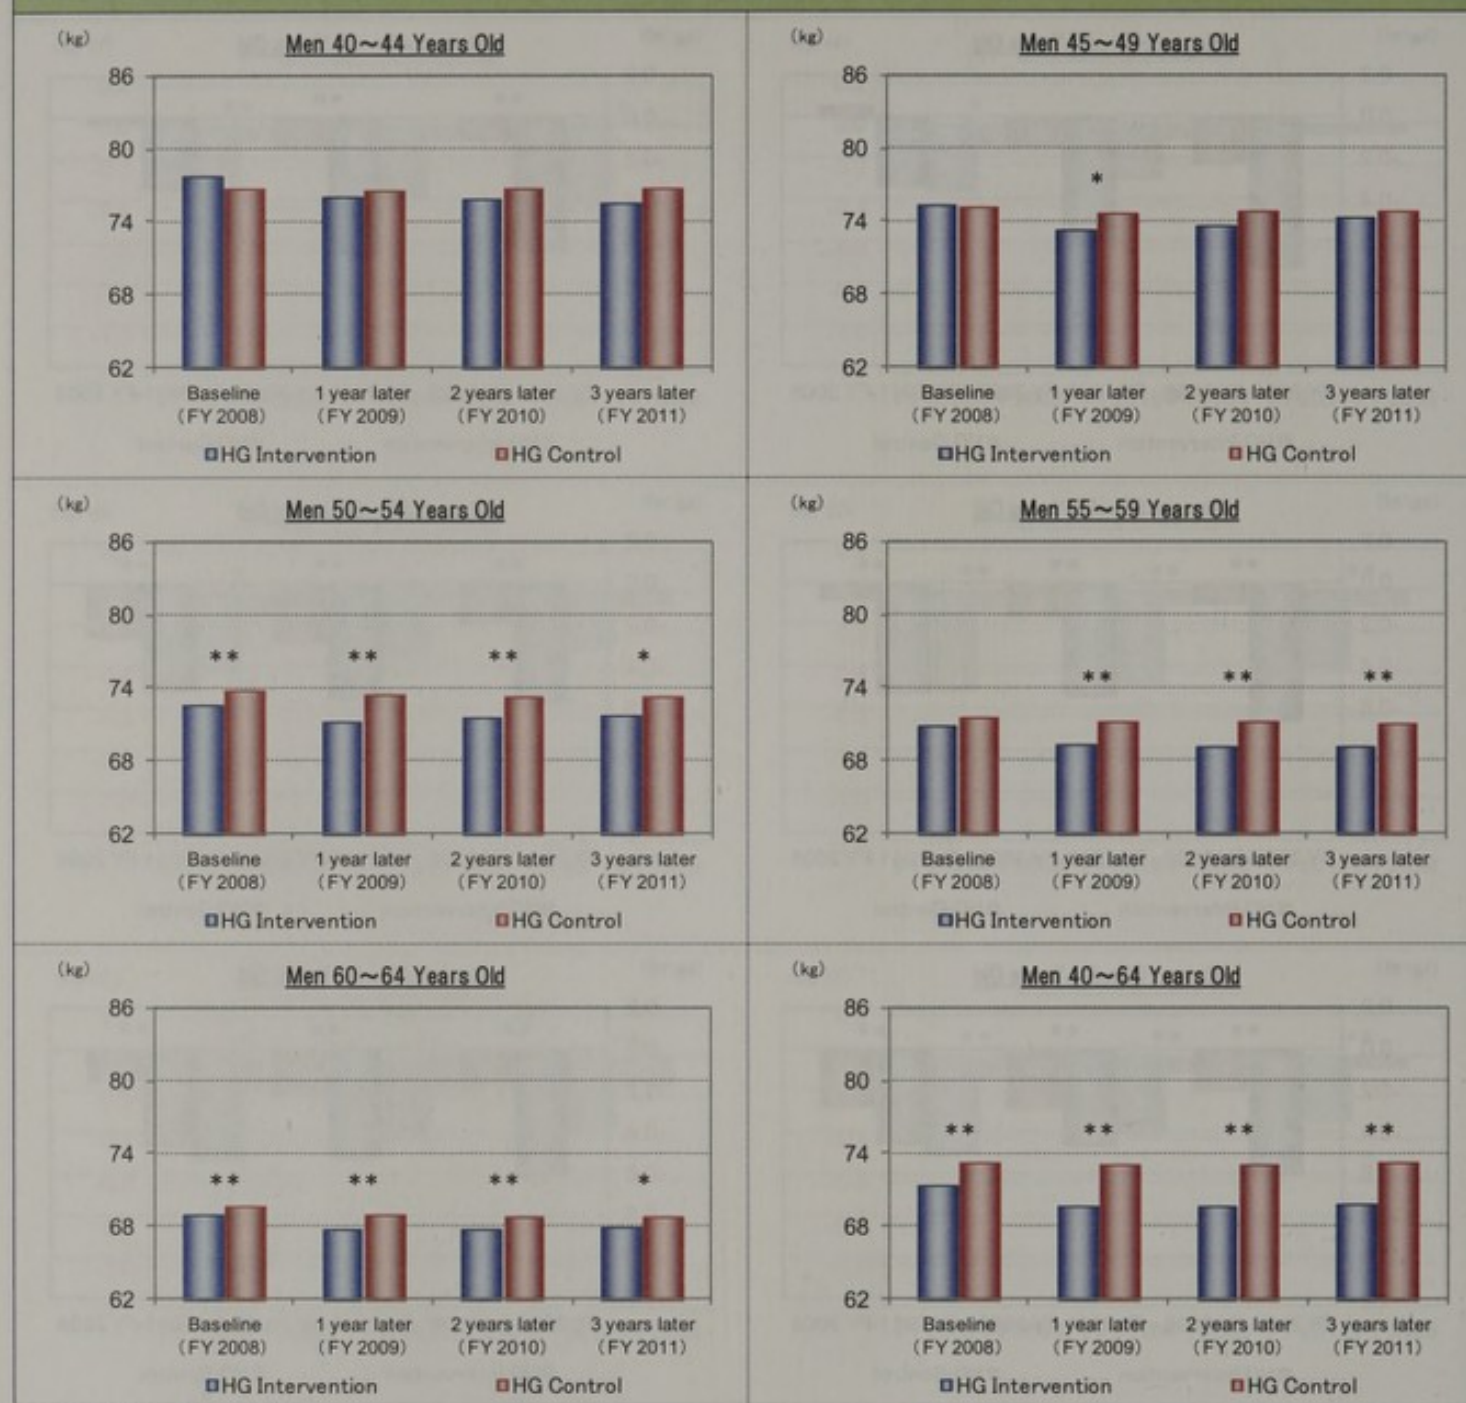 (kg)
Men 40～44 Years Old
86
80
74
68
62
Baseline 1 year later 2 years later 3 years later
(FY 2008) (FY 2009) (FY 2010) (FY 2011)
HG Intervention HG Control
(kg)
Men 45～49 Years Old
86
80
*
74
68
62
Baseline 1 year later 2 years later 3 years later
(FY 2008) (FY 2009) (FY 2010) (FY 2011)
HG Intervention HG Control
(kg)
Men 50～54 Years Old
86
80
** ** ** *
74
68
62
Baseline 1 year later 2 years later 3 years later
(FY 2008) (FY 2009) (FY 2010) (FY 2011)
HG Intervention HG Control
(kg)
Men 55～59 Years Old
86
80
** ** **
74
68
62
Baseline 1 year later 2 years later 3 years later
(FY 2008) (FY 2009) (FY 2010) (FY 2011)
HG Intervention HG Control
(kg)
Men 60～64 Years Old
86
80
74
** ** ** *
68
62
Baseline 1 year later 2 years later 3 years later
(FY 2008) (FY 2009) (FY 2010) (FY 2011)
HG Intervention HG Control
(kg)
Men 40～64 Years Old
86
80
** ** ** **
74
68
62
Baseline 1 year later 2 years later 3 years later
(FY 2008) (FY 2009) (FY 2010) (FY 2011)
HG Intervention HG Control